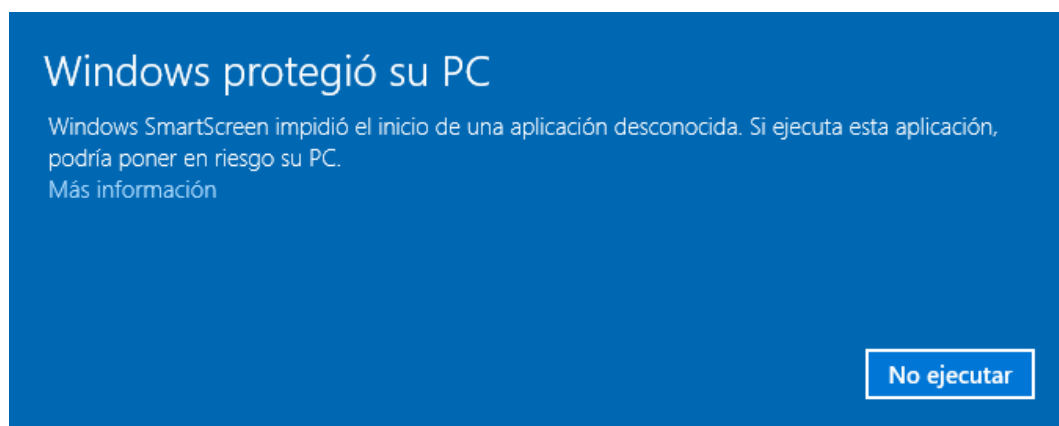 Windows protegió su PC
Windows SmartScreen impidió el inicio de una aplicación desconocida. Si ejecuta esta aplicación,
podría poner en riesgo su PC.
Más información
No ejecutar